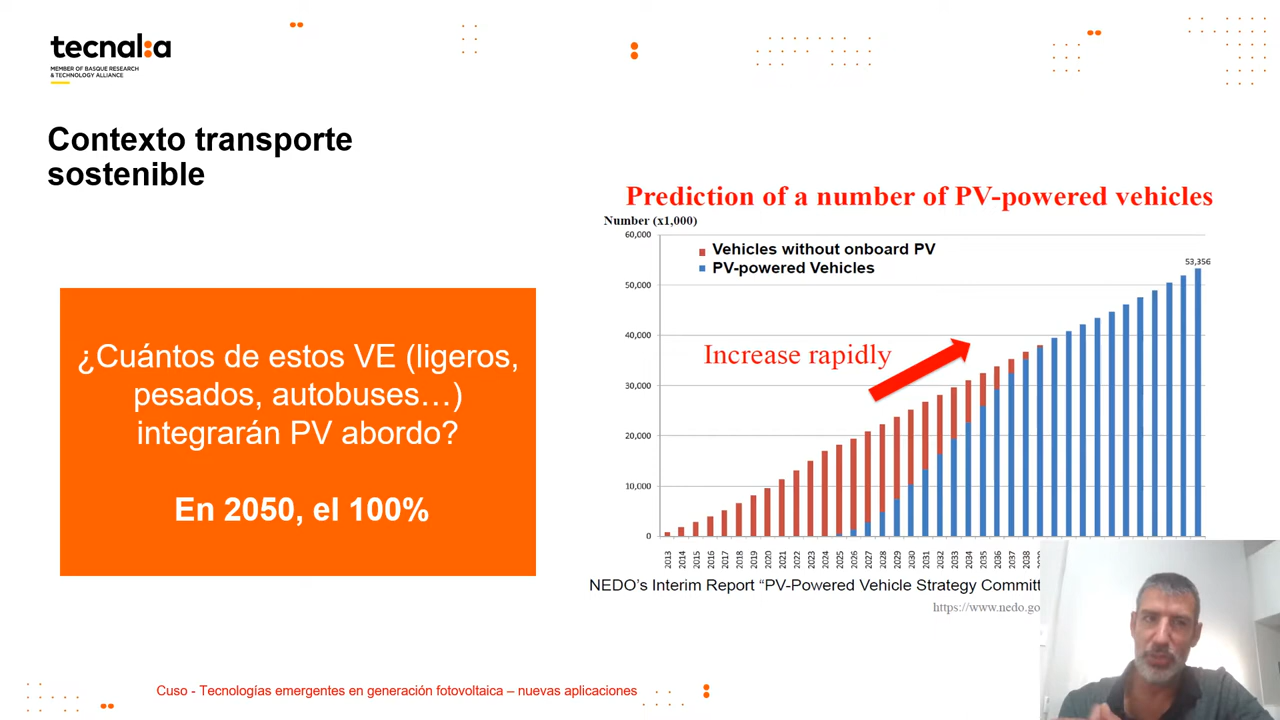 tecnal:a
MEMBER OF BASQUE RESEARCH
& TECHNOLOGY ALLIANCE
Contexto transporte
sostenible
¿Cuántos de estos VE (ligeros,
pesados, autobuses…)
integrarán PV abordo?
En 2050, el 100%
Prediction of a number of PV-powered vehicles
Number (x1,000)
Vehicles without onboard PV
PV-powered Vehicles
53,356
Increase rapidly
60,000
50,000
40,000
30,000
20,000
10,000
0
2013 2014 2015 2016 2017 2018 2019 2020 2021 2022 2023 2024 2025 2026 2027 2028 2029 2030 2031 2032 2033 2034 2035 2036 2037 2038
NEDO’s Interim Report “PV-Powered Vehicle Strategy Committ
https://www.nedo.go
Cuso - Tecnologías emergentes en generación fotovoltaica – nuevas aplicaciones